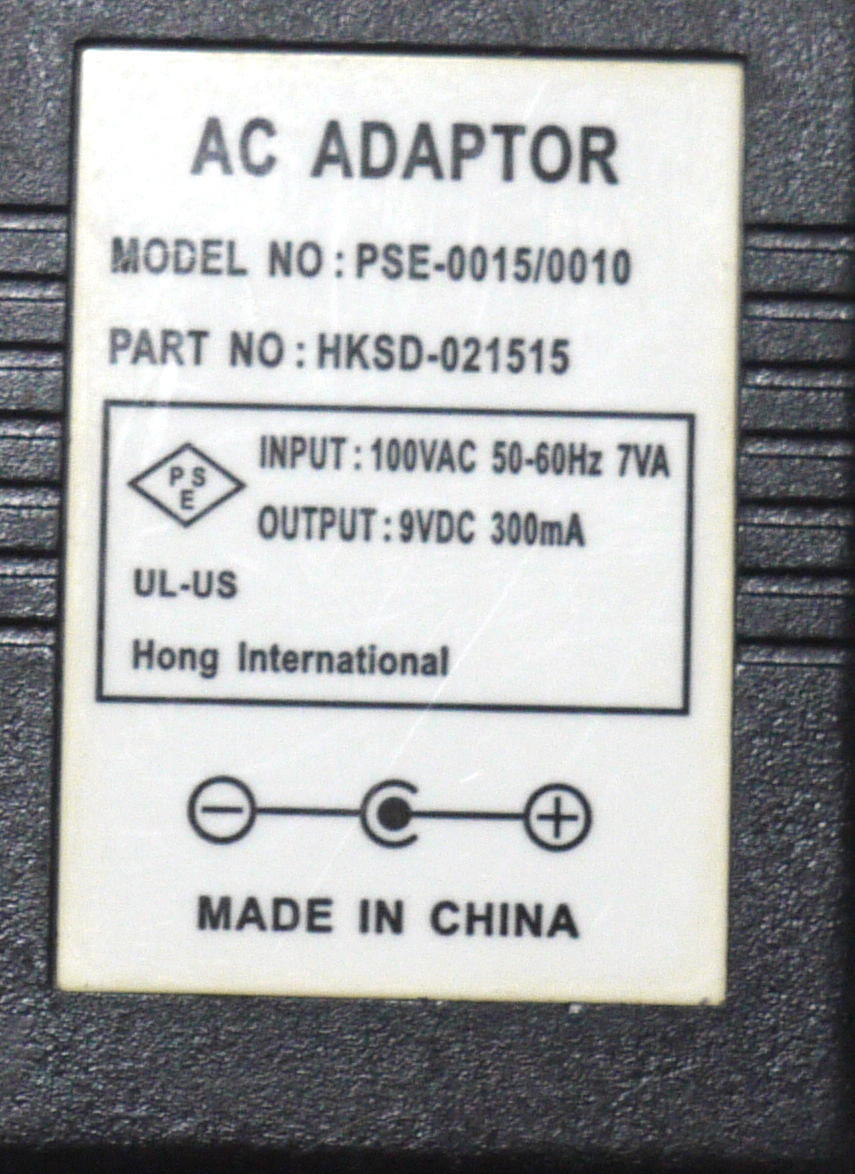 AC ADAPTOR
MODEL NO : PSE-0015/0010
PART NO : HKSD-021515
PSE
INPUT : 100VAC 50-60Hz 7VA
OUTPUT : 9VDC 300mA
UL-US
Hong International
MADE IN CHINA